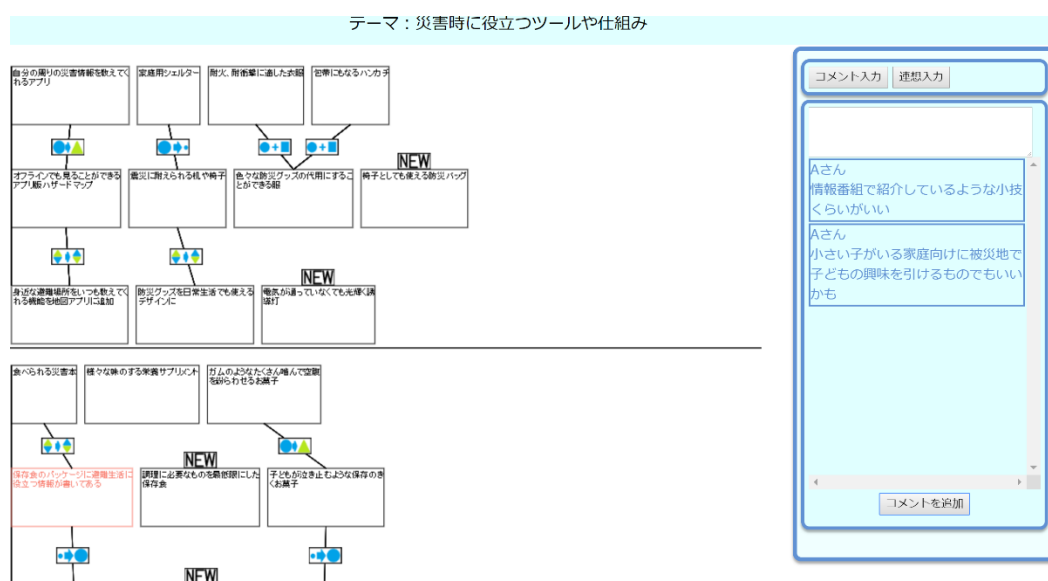 テーマ：災害時に役立つツールや仕組み
自分の周りの災害情報を教えてく
れるアプリ
家庭用シェルター
耐火、耐衝撃に適した衣服
包帯にもなるハンカチ
NEW
オフラインでも見ることができる
アプリ版ハザードマップ
震災に耐えられる机や椅子
色々な防災グッズの代用にするこ
とができる服
椅子としても使える防災バッグ
NEW
身近な避難場所をいつも教えてく
れる機能を地図アプリに追加
防災グッズを日常生活でも使える
デザインに
電気が通っていなくても光輝く誘
導灯
食べられる災害本
様々な味のする栄養サプリメント
ガムのようなたくさん噛んで空腹
を紛らわせるお菓子
NEW
保存食のパッケージに避難生活に
役立つ情報が書いてある
調理に必要なものを最低限にした
保存食
子どもが泣き止むような保存のき
くお菓子
NEW
コメント入力
連想入力
Aさん
情報番組で紹介しているような小技
くらいがいい
Aさん
小さい子がいる家庭向けに被災地で
子どもの興味を引けるものでもいい
かも
コメントを追加